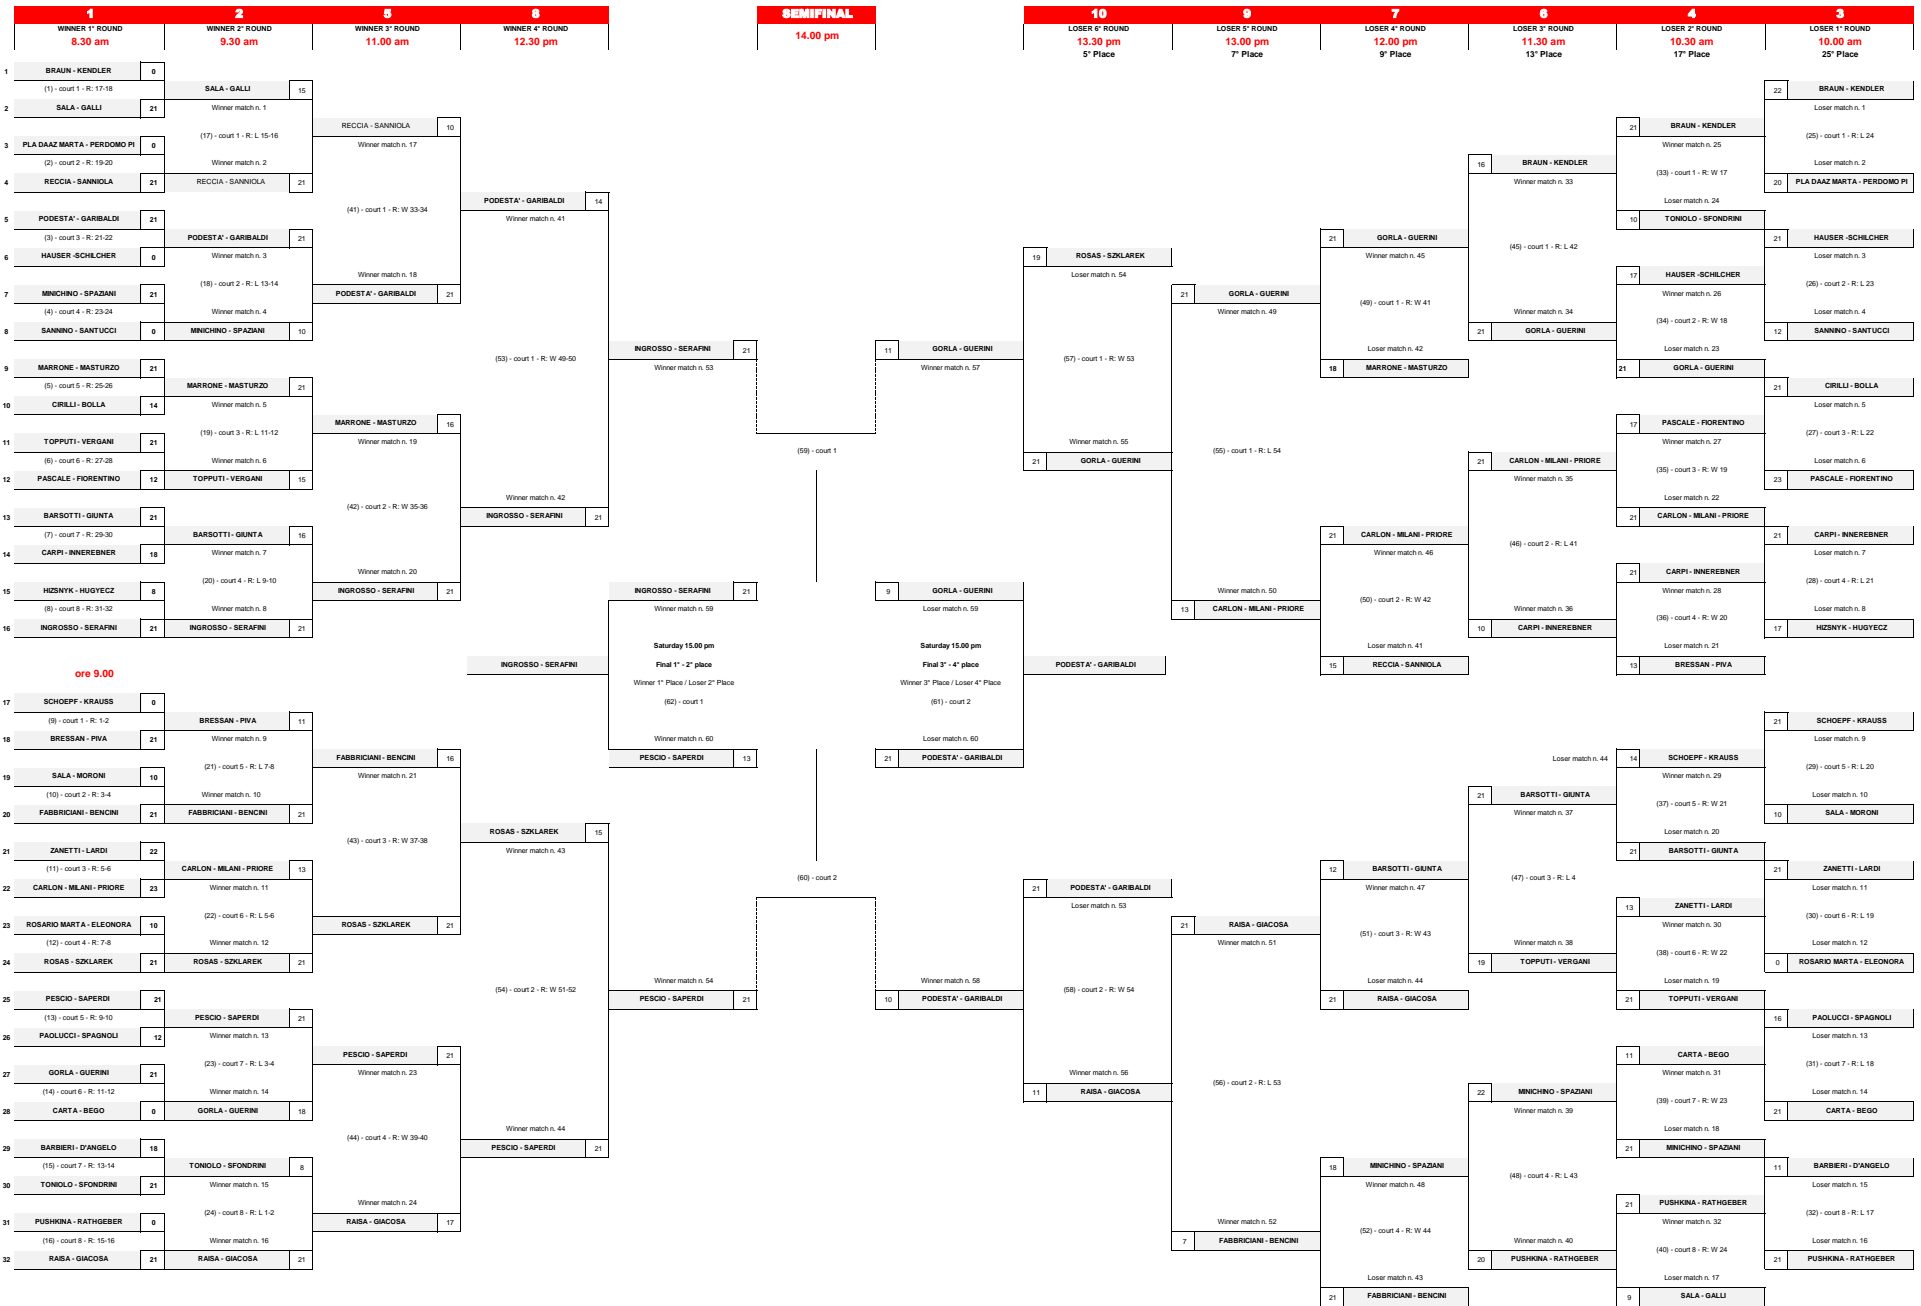 1
WINNER 1° ROUND
8.30 am
2
WINNER 2° ROUND
9.30 am
5
WINNER 3° ROUND
11.00 am
8
WINNER 4° ROUND
12.30 pm
SEMIFINAL
14.00 pm
10
LOSER 6° ROUND
13.30 pm
5° Place
9
LOSER 5° ROUND
13.00 pm
7° Place
7
LOSER 4° ROUND
12.00 pm
9° Place
6
LOSER 3° ROUND
11.30 am
13° Place
4
LOSER 2° ROUND
10.30 am
17° Place
3
LOSER 1° ROUND
10.00 am
25° Place
1 BRAUN - KENDLER 0
(1) - court 1 - R: 17-18
2 SALA - GALLI 21
3 PLA DAAZ MARTA - PERDOMO PI 0
(2) - court 2 - R: 19-20
4 RECCIA - SANNIOLA 21
5 PODESTA' - GARIBALDI 21
(3) - court 3 - R: 21-22
6 HAUSER -SCHILCHER 0
7 MINICHINO - SPAZIANI 21
(4) - court 4 - R: 23-24
8 SANNINO - SANTUCCI 0
9 MARRONE - MASTURZO 21
(5) - court 5 - R: 25-26
10 CIRILLI - BOLLA 14
11 TOPPUTI - VERGANI 21
(6) - court 6 - R: 27-28
12 PASCALE - FIORENTINO 12
13 BARSOTTI - GIUNTA 21
(7) - court 7 - R: 29-30
14 CARPI - INNEREBNER 18
15 HIZSNYK - HUGYECZ 8
(8) - court 8 - R: 31-32
16 INGROSSO - SERAFINI 21
ore 9.00
17 SCHOEPF - KRAUSS 0
(9) - court 1 - R: 1-2
18 BRESSAN - PIVA 21
19 SALA - MORONI 10
(10) - court 2 - R: 3-4
20 FABBRICIANI - BENCINI 21
21 ZANETTI - LARDI 22
(11) - court 3 - R: 5-6
22 CARLON - MILANI - PRIORE 23
23 ROSARIO MARTA - ELEONORA 10
(12) - court 4 - R: 7-8
24 ROSAS - SZKLAREK 21
25 PESCIO - SAPERDI 21
(13) - court 5 - R: 9-10
26 PAOLUCCI - SPAGNOLI 12
27 GORLA - GUERINI 21
(14) - court 6 - R: 11-12
28 CARTA - BEGO 0
29 BARBIERI - D'ANGELO 18
(15) - court 7 - R: 13-14
30 TONIOLO - SFONDRINI 21
31 PUSHKINA - RATHGEBER 0
(16) - court 8 - R: 15-16
32 RAISA - GIACOSA 21
SALA - GALLI 15
Winner match n. 1
(17) - court 1 - R: L 15-16
Winner match n. 2
RECCIA - SANNIOLA 21
PODESTA' - GARIBALDI 21
Winner match n. 3
(18) - court 2 - R: L 13-14
Winner match n. 4
MINICHINO - SPAZIANI 10
MARRONE - MASTURZO 21
Winner match n. 5
(19) - court 3 - R: L 11-12
Winner match n. 6
TOPPUTI - VERGANI 15
BARSOTTI - GIUNTA 16
Winner match n. 7
(20) - court 4 - R: L 9-10
Winner match n. 8
INGROSSO - SERAFINI 21
BRESSAN - PIVA 11
Winner match n. 9
(21) - court 5 - R: L 7-8
Winner match n. 10
FABBRICIANI - BENCINI 21
CARLON - MILANI - PRIORE 13
Winner match n. 11
(22) - court 6 - R: L 5-6
Winner match n. 12
ROSAS - SZKLAREK 21
PESCIO - SAPERDI 21
Winner match n. 13
(23) - court 7 - R: L 3-4
Winner match n. 14
GORLA - GUERINI 18
TONIOLO - SFONDRINI 8
Winner match n. 15
(24) - court 8 - R: L 1-2
Winner match n. 16
RAISA - GIACOSA 21
RECCIA - SANNIOLA 10
Winner match n. 17
(41) - court 1 - R: W 33-34
Winner match n. 18
PODESTA' - GARIBALDI 21
MARRONE - MASTURZO 16
Winner match n. 19
(42) - court 2 - R: W 35-36
Winner match n. 20
INGROSSO - SERAFINI 21
FABBRICIANI - BENCINI 16
Winner match n. 21
(43) - court 3 - R: W 37-38
ROSAS - SZKLAREK 21
PESCIO - SAPERDI 21
Winner match n. 23
(44) - court 4 - R: W 39-40
Winner match n. 24
RAISA - GIACOSA 17
PODESTA' - GARIBALDI 14
Winner match n. 41
(53) - court 1 - R: W 49-50
Winner match n. 42
INGROSSO - SERAFINI 21
INGROSSO - SERAFINI
ROSAS - SZKLAREK 15
Winner match n. 43
(54) - court 2 - R: W 51-52
Winner match n. 44
PESCIO - SAPERDI 21
INGROSSO - SERAFINI 21
Winner match n. 53
INGROSSO - SERAFINI 21
Winner match n. 59
Saturday 15.00 pm
Final 1° - 2° place
Winner 1° Place / Loser 2° Place
(62) - court 1
Winner match n. 60
PESCIO - SAPERDI 13
Winner match n. 54
PESCIO - SAPERDI 21
(59) - court 1
(60) - court 2
11 GORLA - GUERINI
Winner match n. 57
9 GORLA - GUERINI
Loser match n. 59
Saturday 15.00 pm
Final 3° - 4° place
Winner 3° Place / Loser 4° Place
(61) - court 2
Loser match n. 60
21 PODESTA' - GARIBALDI
Winner match n. 58
10 PODESTA' - GARIBALDI
19 ROSAS - SZKLAREK
Loser match n. 54
(57) - court 1 - R: W 53
Winner match n. 55
21 GORLA - GUERINI
PODESTA' - GARIBALDI
21 PODESTA' - GARIBALDI
Loser match n. 53
(58) - court 2 - R: W 54
Winner match n. 56
11 RAISA - GIACOSA
21 GORLA - GUERINI
Winner match n. 49
(55) - court 1 - R: L 54
Winner match n. 50
13 CARLON - MILANI - PRIORE
21 RAISA - GIACOSA
Winner match n. 51
(56) - court 2 - R: L 53
Winner match n. 52
7 FABBRICIANI - BENCINI
21 GORLA - GUERINI
Winner match n. 45
(49) - court 1 - R: W 41
Loser match n. 42
18 MARRONE - MASTURZO
21 CARLON - MILANI - PRIORE
Winner match n. 46
(50) - court 2 - R: W 42
Loser match n. 41
15 RECCIA - SANNIOLA
12 BARSOTTI - GIUNTA
Winner match n. 47
(51) - court 3 - R: W 43
Loser match n. 44
21 RAISA - GIACOSA
18 MINICHINO - SPAZIANI
Winner match n. 48
(52) - court 4 - R: W 44
Loser match n. 43
21 FABBRICIANI - BENCINI
16 BRAUN - KENDLER
Winner match n. 33
(45) - court 1 - R: L 42
Winner match n. 34
21 GORLA - GUERINI
21 CARLON - MILANI - PRIORE
Winner match n. 35
(46) - court 2 - R: L 41
Winner match n. 36
10 CARPI - INNEREBNER
Loser match n. 44
21 BARSOTTI - GIUNTA
Winner match n. 37
(47) - court 3 - R: L 4
Winner match n. 38
19 TOPPUTI - VERGANI
22 MINICHINO - SPAZIANI
Winner match n. 39
(48) - court 4 - R: L 43
Winner match n. 40
20 PUSHKINA - RATHGEBER
21 BRAUN - KENDLER
Winner match n. 25
(33) - court 1 - R: W 17
Loser match n. 24
10 TONIOLO - SFONDRINI
17 HAUSER -SCHILCHER
Winner match n. 26
(34) - court 2 - R: W 18
Loser match n. 23
21 GORLA - GUERINI
17 PASCALE - FIORENTINO
Winner match n. 27
(35) - court 3 - R: W 19
Loser match n. 22
21 CARLON - MILANI - PRIORE
21 CARPI - INNEREBNER
Winner match n. 28
(36) - court 4 - R: W 20
Loser match n. 21
13 BRESSAN - PIVA
14 SCHOEPF - KRAUSS
Winner match n. 29
(37) - court 5 - R: W 21
Loser match n. 20
21 BARSOTTI - GIUNTA
13 ZANETTI - LARDI
Winner match n. 30
(38) - court 6 - R: W 22
Loser match n. 19
21 TOPPUTI - VERGANI
11 CARTA - BEGO
Winner match n. 31
(39) - court 7 - R: W 23
Loser match n. 18
21 MINICHINO - SPAZIANI
21 PUSHKINA - RATHGEBER
Winner match n. 32
(40) - court 8 - R: W 24
Loser match n. 17
9 SALA - GALLI
22 BRAUN - KENDLER
Loser match n. 1
(25) - court 1 - R: L 24
Loser match n. 2
20 PLA DAAZ MARTA - PERDOMO PI
21 HAUSER -SCHILCHER
Loser match n. 3
(26) - court 2 - R: L 23
Loser match n. 4
12 SANNINO - SANTUCCI
21 CIRILLI - BOLLA
Loser match n. 5
(27) - court 3 - R: L 22
Loser match n. 6
23 PASCALE - FIORENTINO
21 CARPI - INNEREBNER
Loser match n. 7
(28) - court 4 - R: L 21
Loser match n. 8
17 HIZSNYK - HUGYECZ
21 SCHOEPF - KRAUSS
Loser match n. 9
(29) - court 5 - R: L 20
Loser match n. 10
10 SALA - MORONI
21 ZANETTI - LARDI
Loser match n. 11
(30) - court 6 - R: L 19
Loser match n. 12
0 ROSARIO MARTA - ELEONORA
16 PAOLUCCI - SPAGNOLI
Loser match n. 13
(31) - court 7 - R: L 18
Loser match n. 14
21 CARTA - BEGO
11 BARBIERI - D'ANGELO
Loser match n. 15
(32) - court 8 - R: L 17
Loser match n. 16
21 PUSHKINA - RATHGEBER